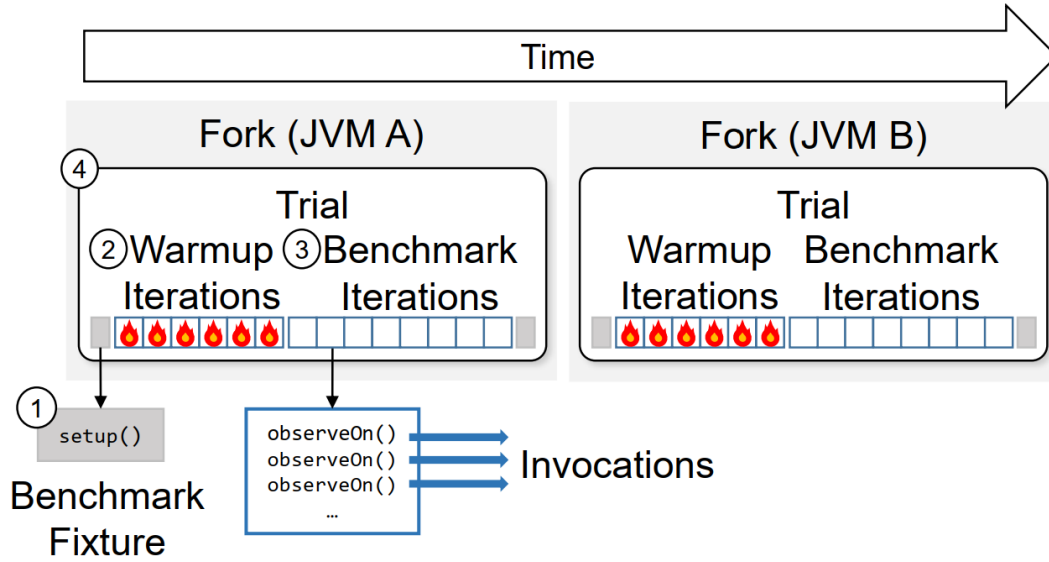 Time
Fork (JVM A)
4
Trial
2 Warmup
Iterations
3 Benchmark
Iterations
Fork (JVM B)
Trial
Warmup
Iterations
Benchmark
Iterations
1
setup()
Benchmark
Fixture
observeOn()
observeOn()
observeOn()
…
Invocations